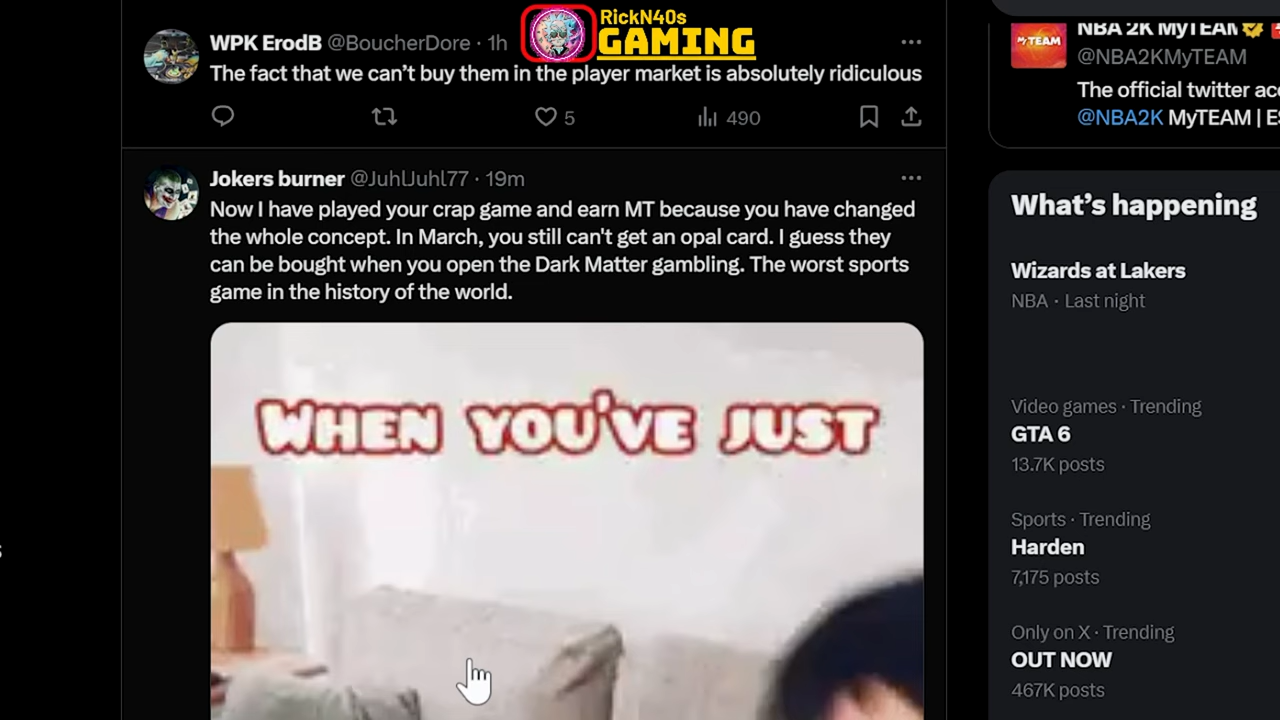 RickN40s
GAMING
WPK ErodB @BoucherDore · 1h
The fact that we can’t buy them in the player market is absolutely ridiculous
5
490
Jokers burner @JuhlJuhl77 · 19m
Now I have played your crap game and earn MT because you have changed
the whole concept. In March, you still can't get an opal card. I guess they
can be bought when you open the Dark Matter gambling. The worst sports
game in the history of the world.
WHEN YOU'VE JUST
MYTEAM
NBA 2K MyTEAM
@NBA2KMyTEAM
The official twitter acc
@NBA2K MyTEAM | ES
What’s happening
Wizards at Lakers
NBA · Last night
Video games · Trending
GTA 6
13.7K posts
Sports · Trending
Harden
7,175 posts
Only on X · Trending
OUT NOW
467K posts